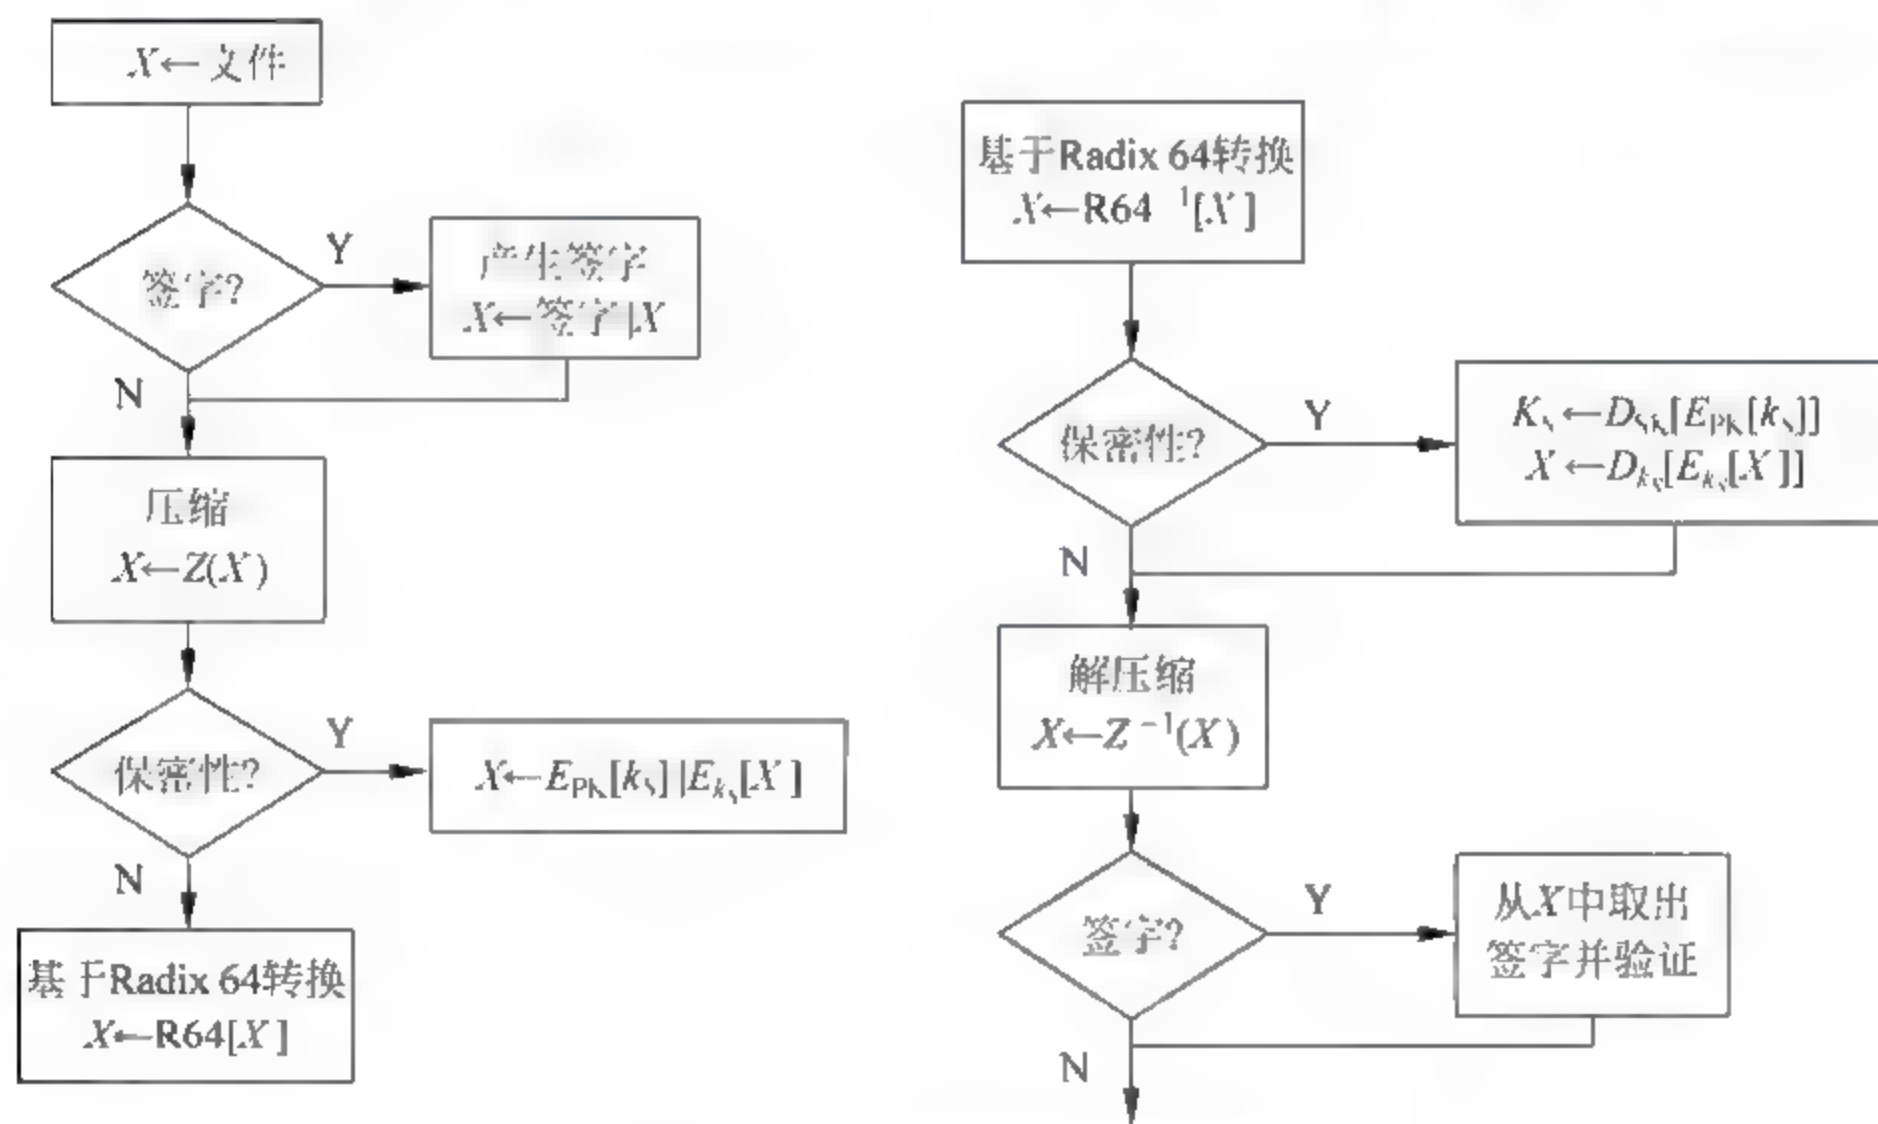 X←文件
签字?
Y
产生签字
X←签字|X
N
压缩
X←Z(X)
保密性?
Y
X←E_PK[k_s]|E_ks[X]
N
基于Radix 64转换
X←R64[X]
基于Radix 64转换
X←R64⁻¹[X]
保密性?
Y
K_s←D_SK[E_PK[k_s]]
X←D_ks[E_ks[X]]
N
解压缩
X←Z⁻¹(X)
签字?
Y
从X中取出
签字并验证
N